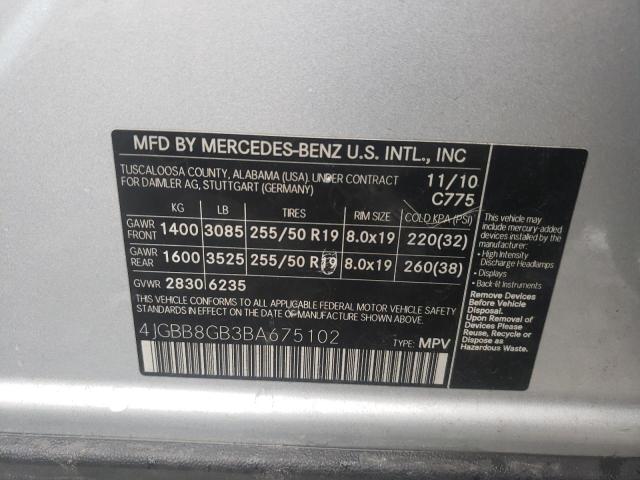 MFD BY MERCEDES-BENZ U.S. INTL., INC
TUSCALOOSA COUNTY, ALABAMA (USA). UNDER CONTRACT
FOR DAIMLER AG, STUTTGART (GERMANY)
11/10
C775
KG LB TIRES RIM SIZE COLD KPA (PSI)
GAWR FRONT 1400 3085 255/50 R19 8.0x19 220(32)
GAWR REAR 1600 3525 255/50 R19 8.0x19 260(38)
GVWR 2830 6235
THIS VEHICLE CONFORMS TO ALL APPLICABLE FEDERAL MOTOR VEHICLE SAFETY
STANDARDS IN EFFECT ON THE DATE OF MANUFACTURE SHOWN ABOVE.
4JGBB8GB3BA675102
TYPE: MPV
This vehicle may
contain mercury
added devices
installed by the
manufacturer:
• High Intensity
Discharge Headlamps
• Displays
• Back-lit Instruments
Remove Devices
Before Vehicle
Disposal.
Upon Removal of
Devices Please
Reuse, Recycle or
Dispose as
Hazardous Waste.